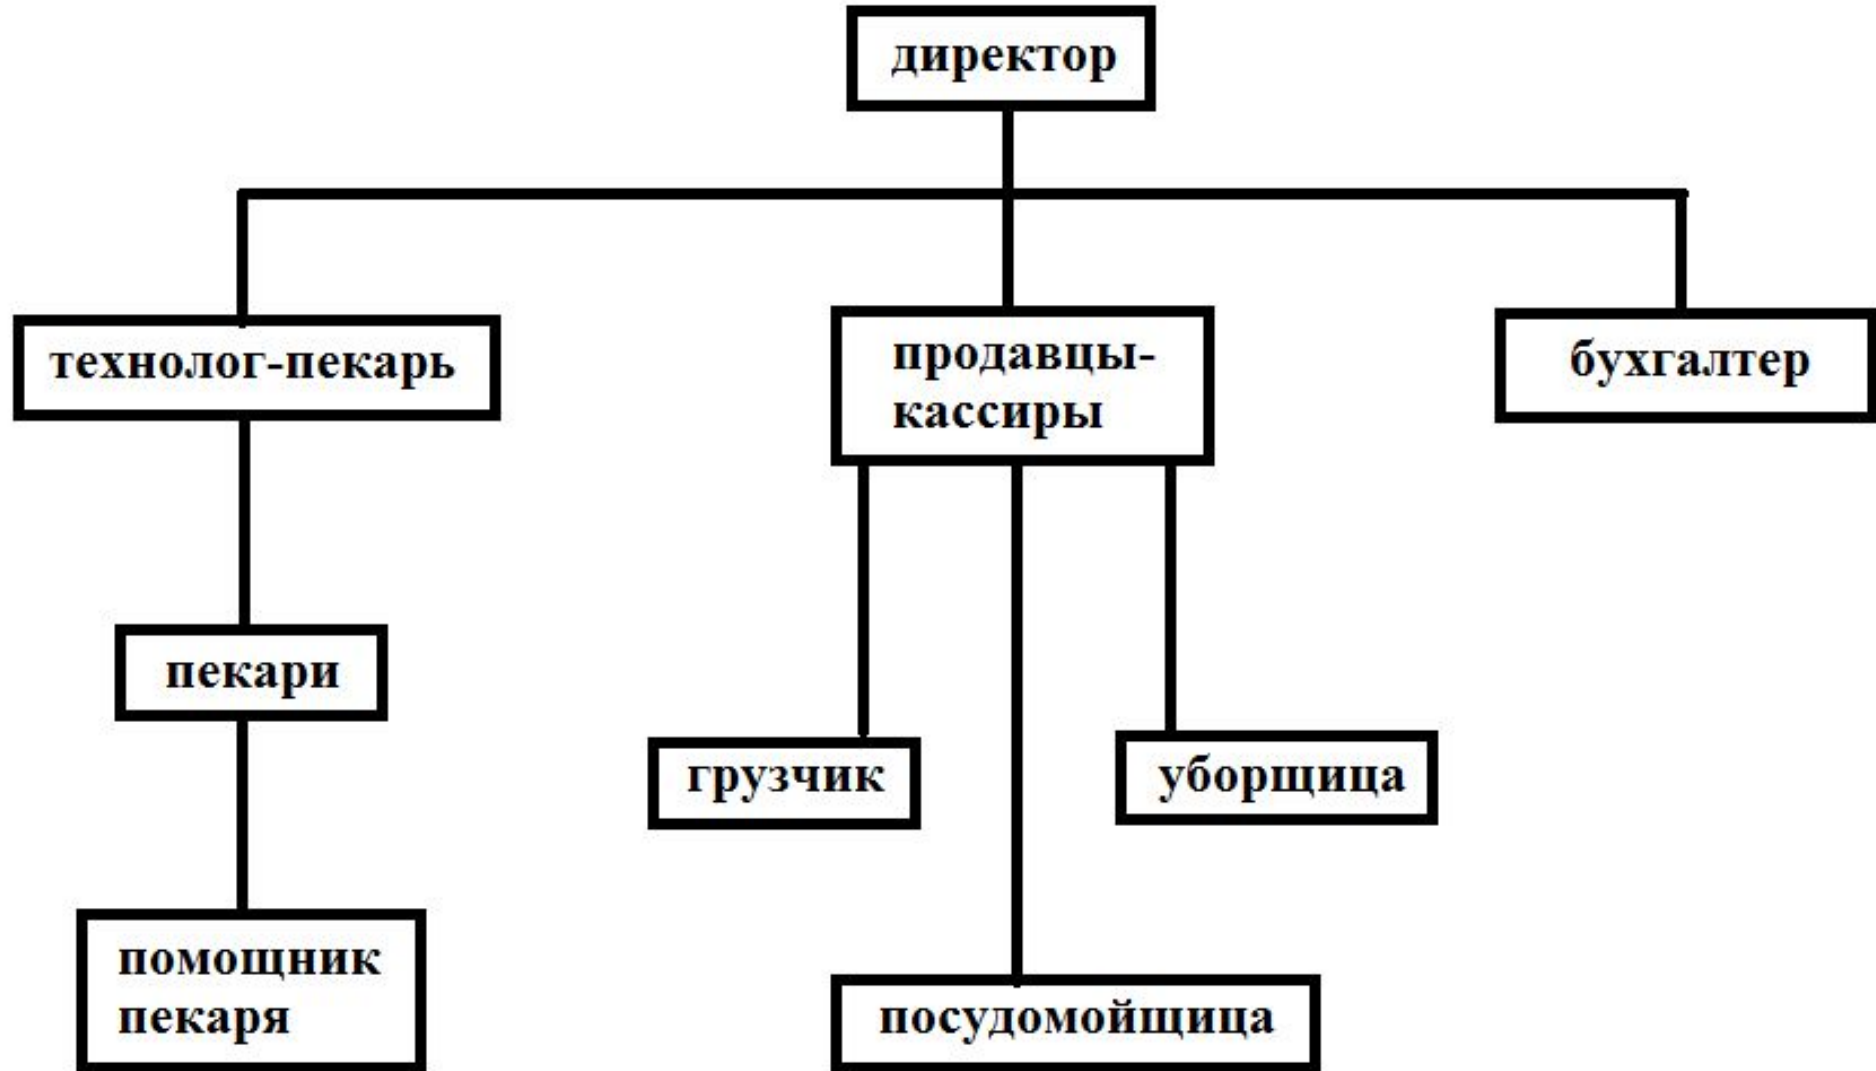 директор
технолог-пекарь
продавцы-
кассиры
бухгалтер
пекари
грузчик
уборщица
помощник
пекаря
посудомойщица